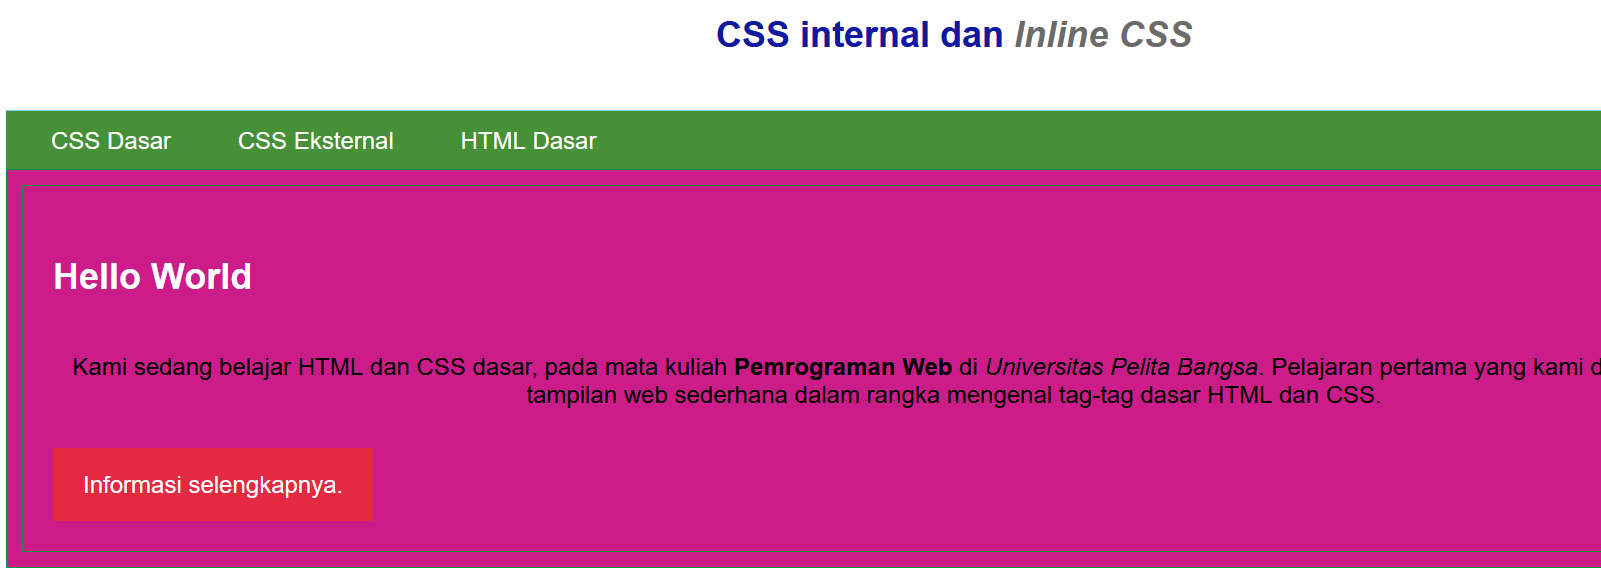 CSS internal dan Inline CSS
CSS Dasar CSS Eksternal HTML Dasar
Hello World
Kami sedang belajar HTML dan CSS dasar, pada mata kuliah Pemrograman Web di Universitas Pelita Bangsa. Pelajaran pertama yang kami
tampilan web sederhana dalam rangka mengenal tag-tag dasar HTML dan CSS.
Informasi selengkapnya.